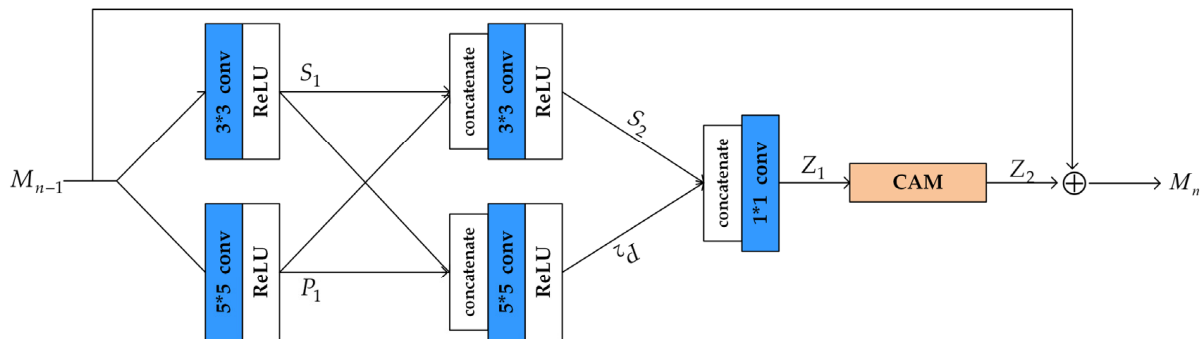 M_{n-1}
3*3 conv
ReLU
S_1
concatenate
3*3 conv
ReLU
5*5 conv
ReLU
P_1
concatenate
5*5 conv
ReLU
S_2
P_2
concatenate
1*1 conv
Z_1
CAM
Z_2
M_n